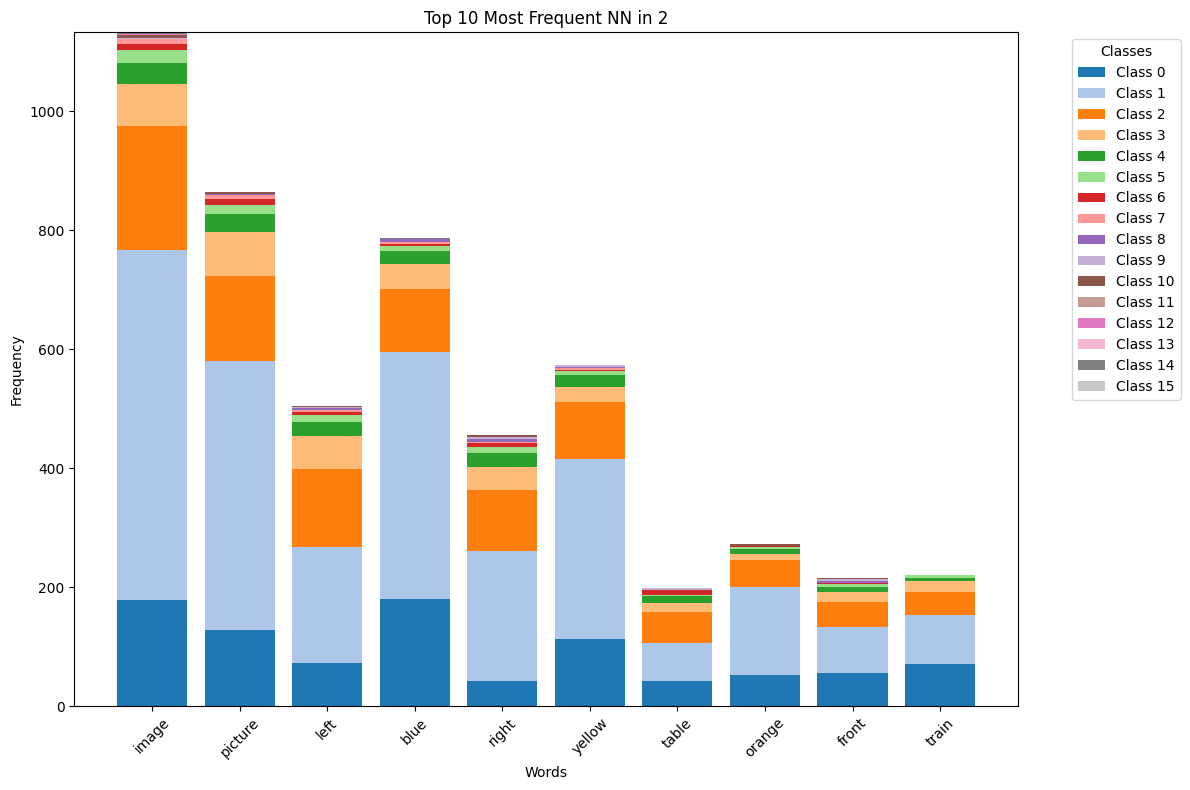 Top 10 Most Frequent NN in 2
Frequency
1000
800
600
400
200
0
image
picture
left
blue
right
yellow
table
orange
front
train
Words
Classes
Class 0
Class 1
Class 2
Class 3
Class 4
Class 5
Class 6
Class 7
Class 8
Class 9
Class 10
Class 11
Class 12
Class 13
Class 14
Class 15